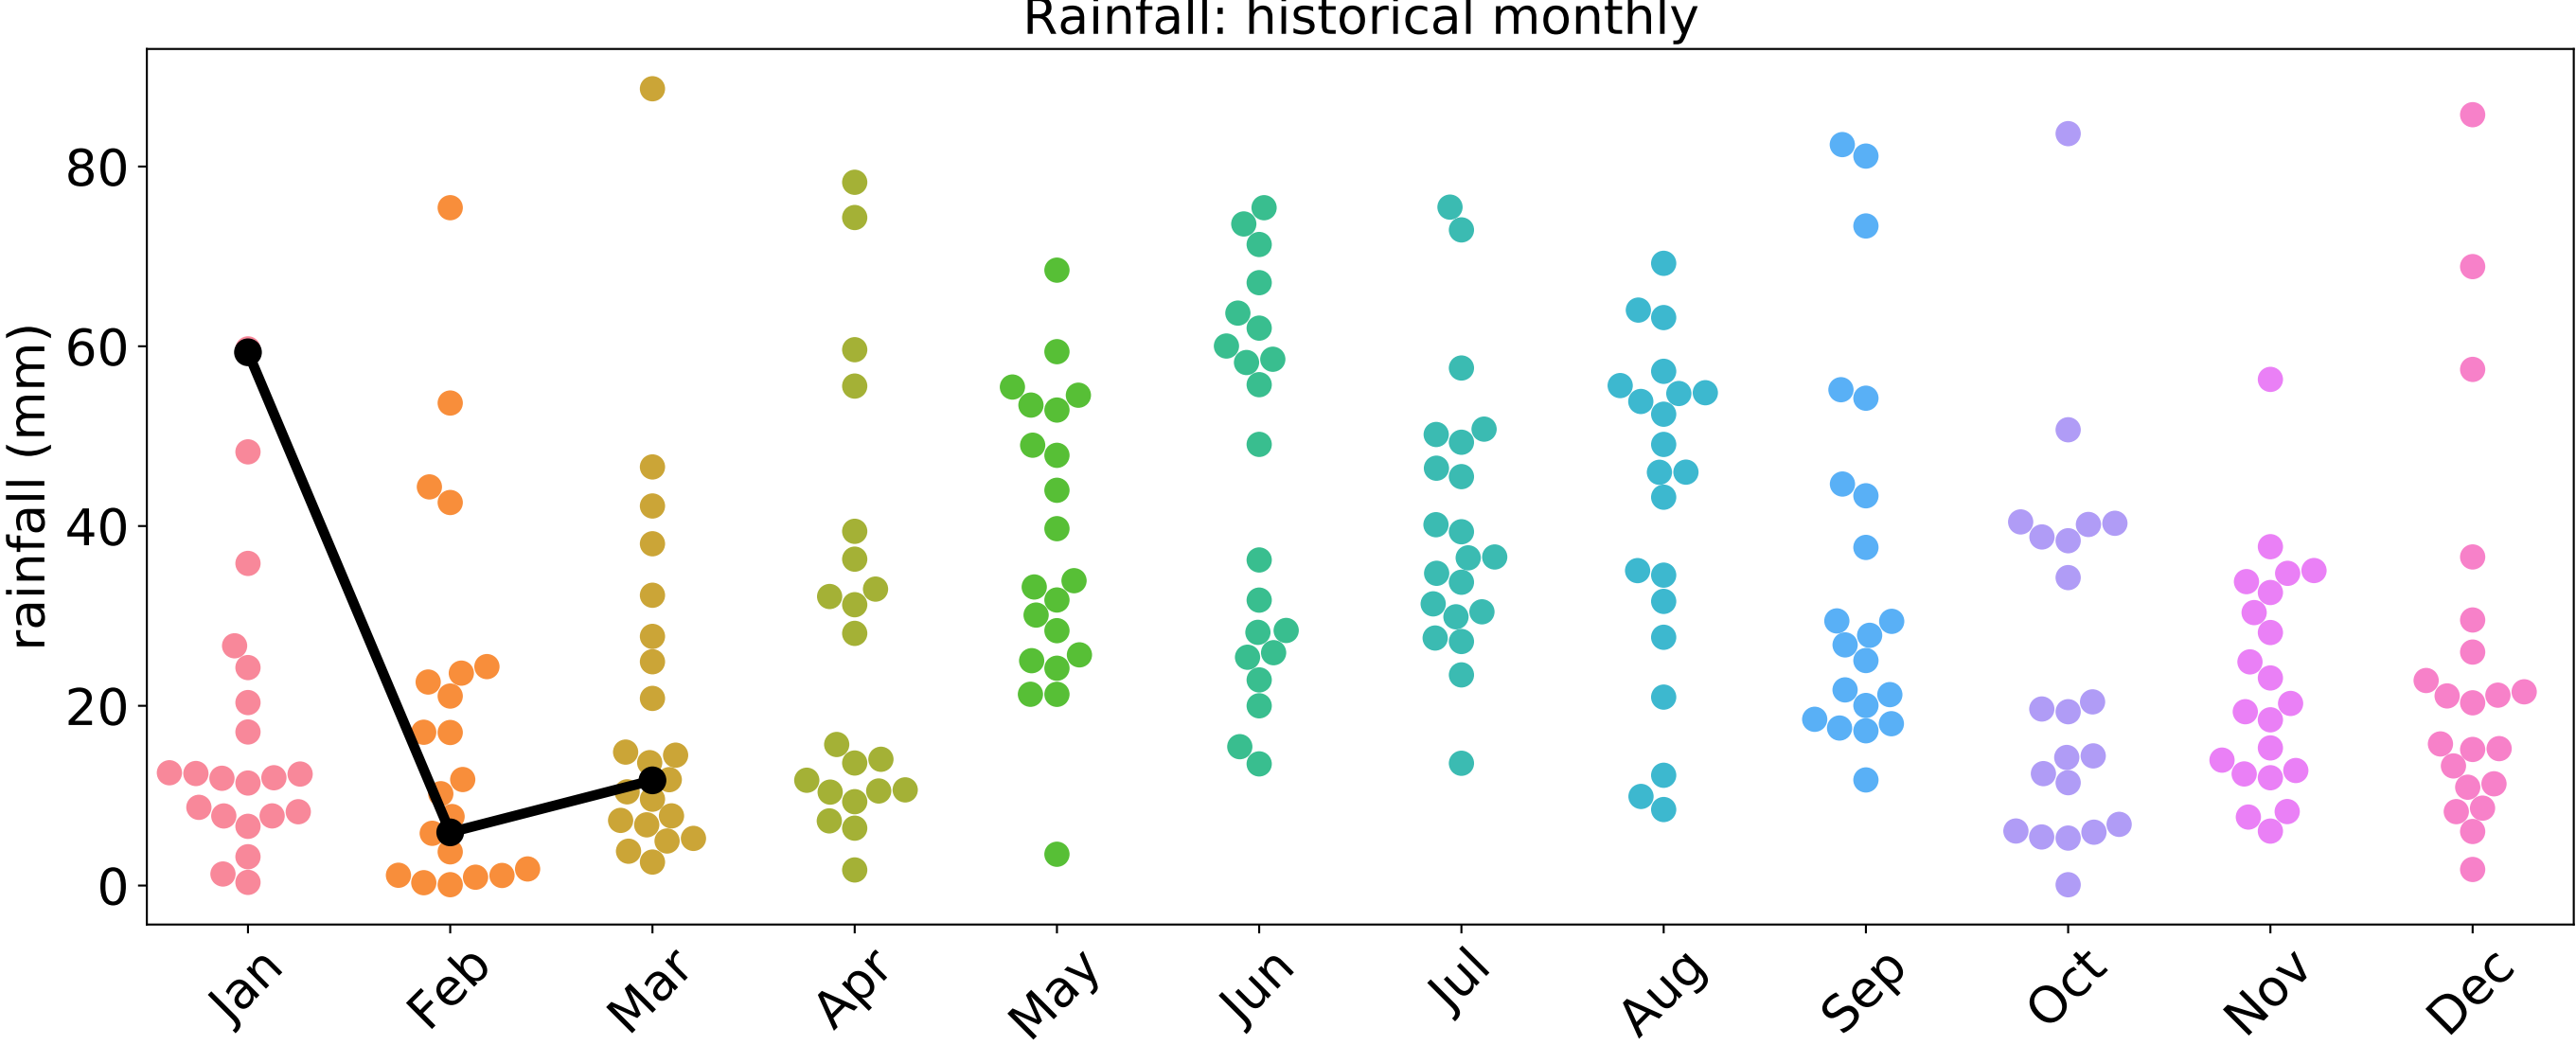 Rainfall: historical monthly
rainfall (mm)
80
60
40
20
0
Jan Feb Mar Apr May Jun Jul Aug Sep Oct Nov Dec